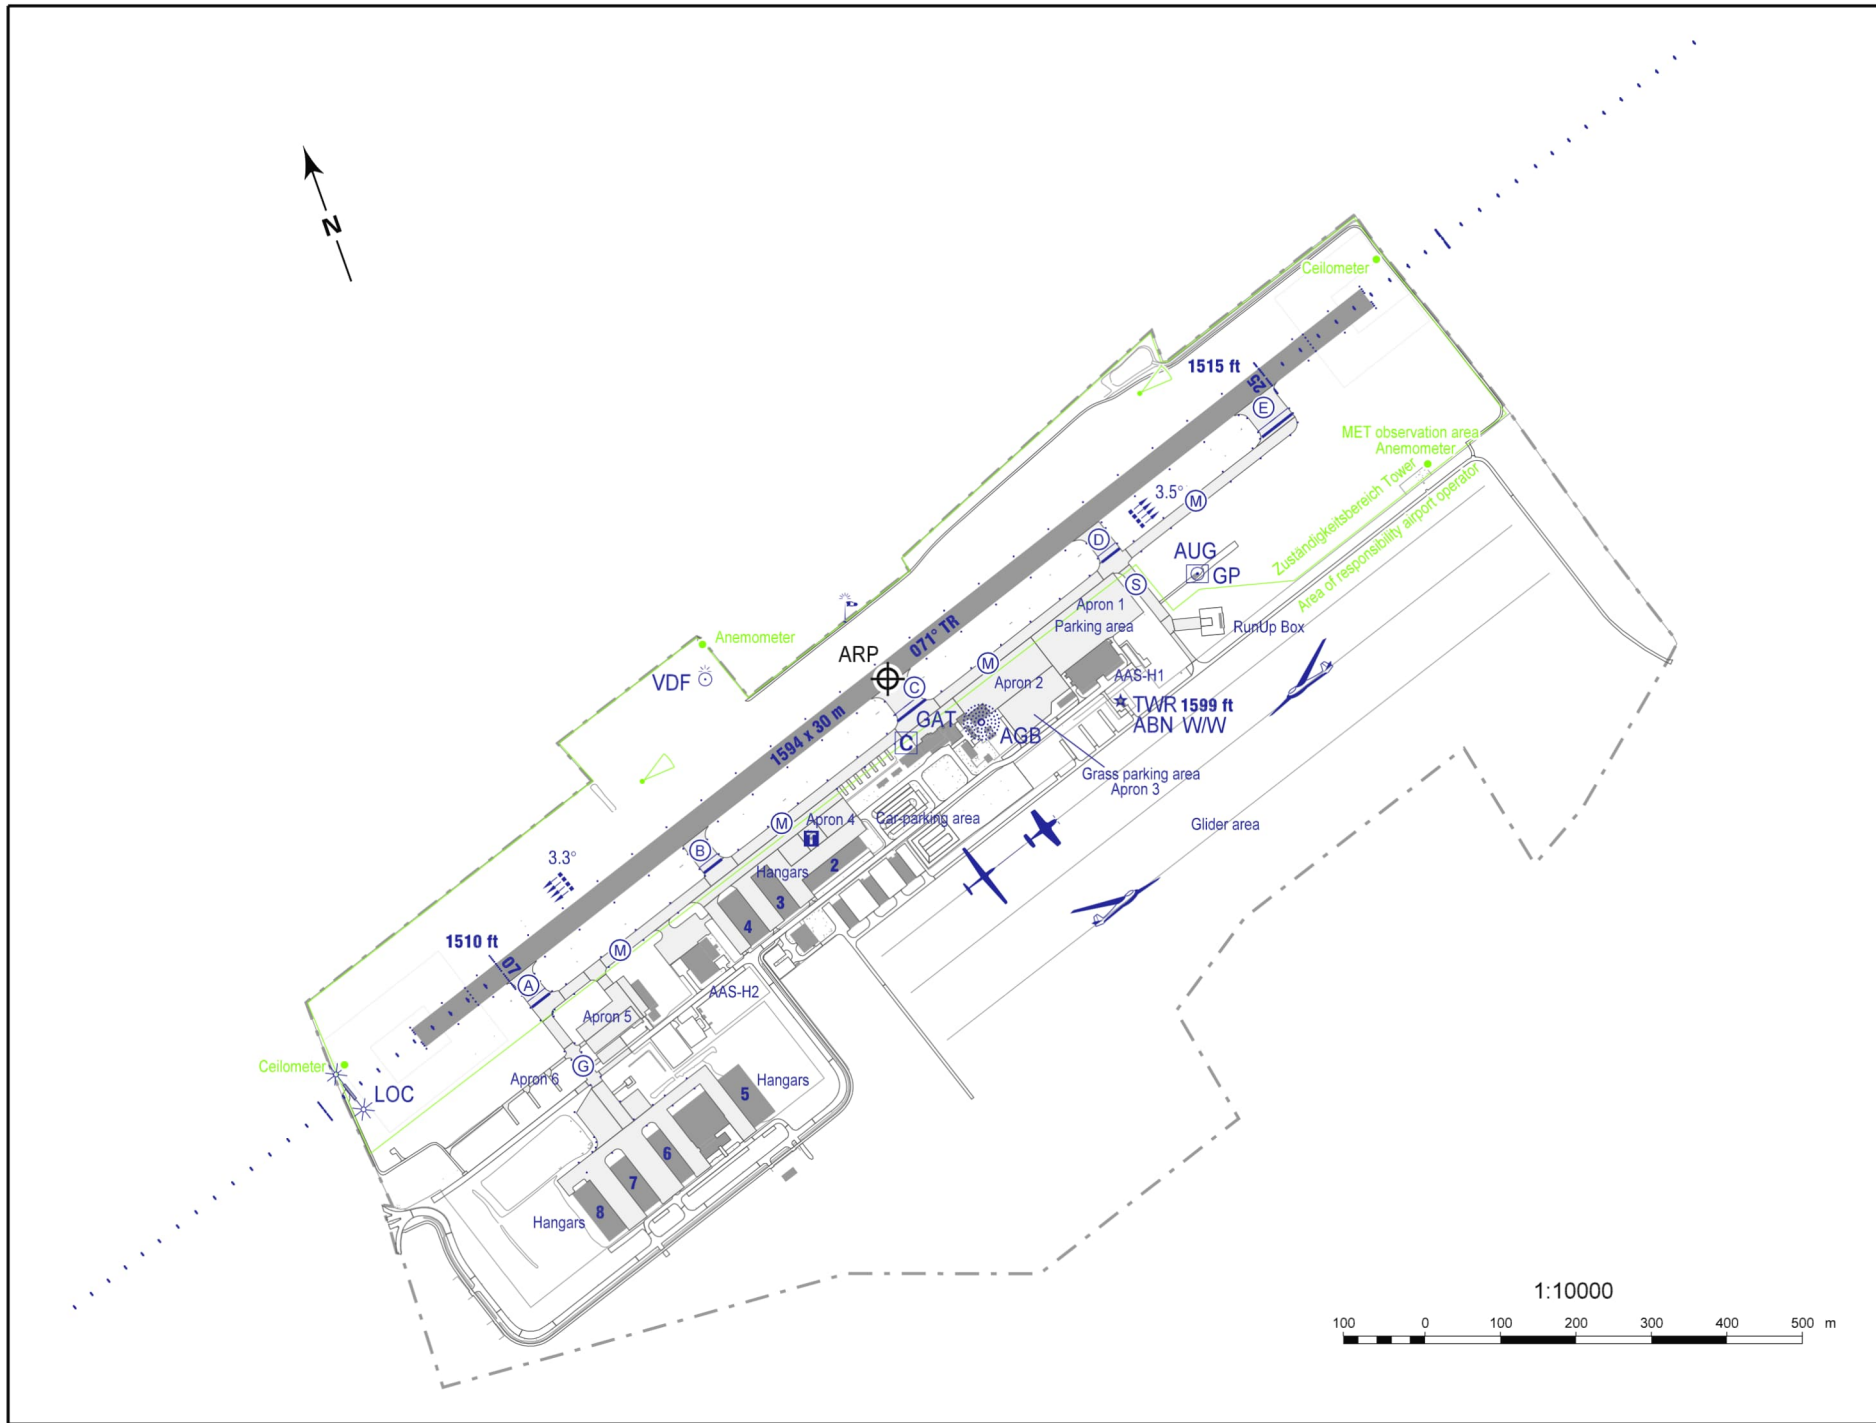 N
Ceilometer
1515 ft
25
E
MET observation area
Anemometer
3.5°
M
Zuständigkeitsbereich Tower
Area of responsibility airport operator
D
AUG
GP
S
Apron 1
Parking area
RunUp Box
071° TR
Anemometer
ARP
VDF
M
C
Apron 2
AAS-H1
GAT
TWR 1599 ft
ABN W/W
C
AGB
1594 x 30 m
Grass parking area
Apron 3
M
Apron 4
T
Car-parking area
Glider area
B
3.3°
2
Hangars
3
4
1510 ft
M
07
A
AAS-H2
Apron 5
Ceilometer
G
Apron 6
Hangars
LOC
5
6
7
8
Hangars
1:10000
100 0 100 200 300 400 500 m